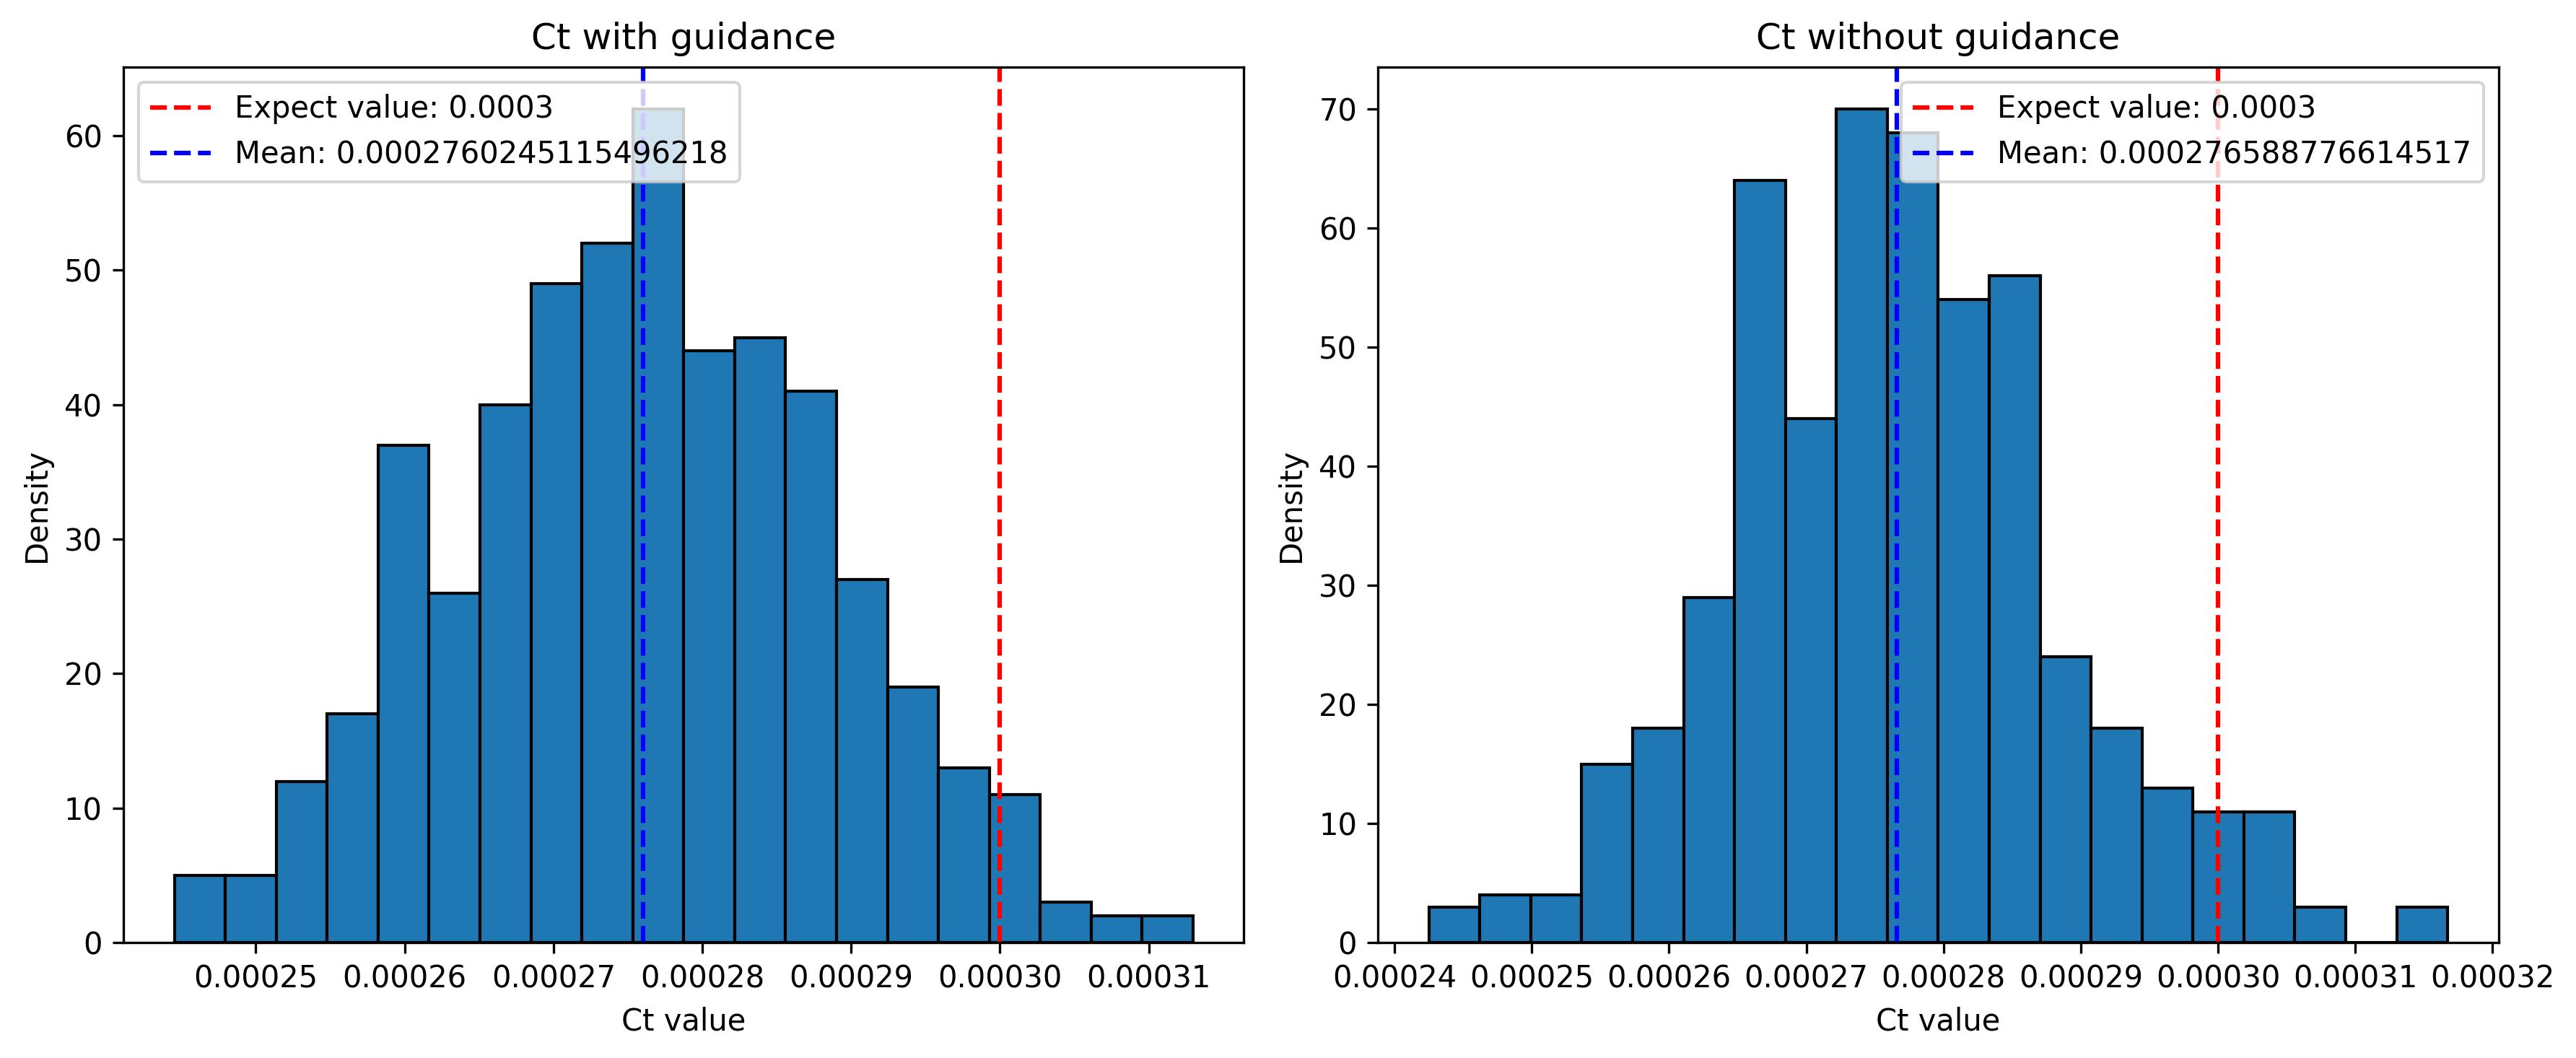 Ct with guidance
Expect value: 0.0003
Mean: 0.0002760245115496218
60
50
40
30
20
10
0
Density
0.00025 0.00026 0.00027 0.00028 0.00029 0.00030 0.00031
Ct value
Ct without guidance
Expect value: 0.0003
Mean: 0.000276588776614517
70
60
50
40
30
20
10
0
Density
0.00024 0.00025 0.00026 0.00027 0.00028 0.00029 0.00030 0.00031 0.00032
Ct value